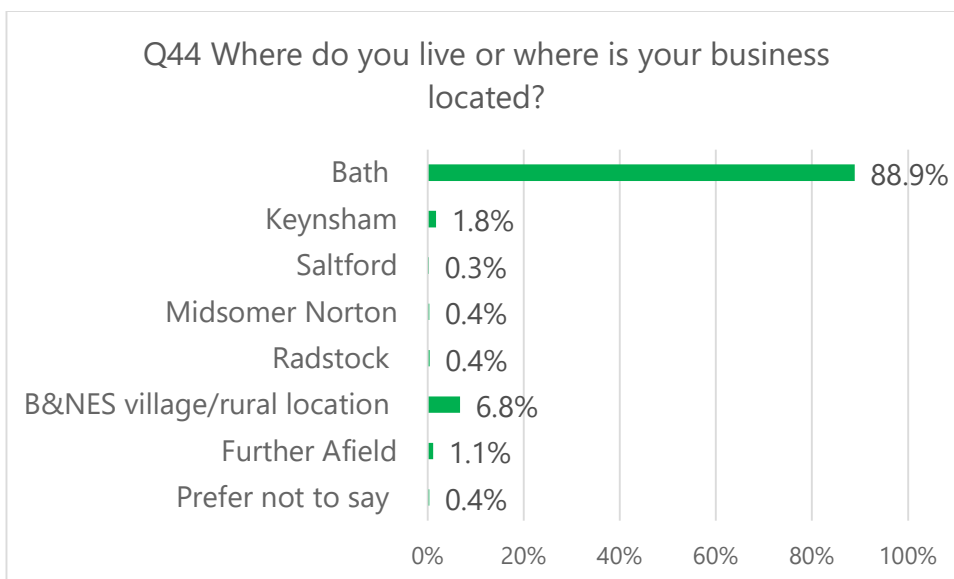 Q44 Where do you live or where is your business
located?
Bath 88.9%
Keynsham 1.8%
Saltford 0.3%
Midsomer Norton 0.4%
Radstock 0.4%
B&NES village/rural location 6.8%
Further Afield 1.1%
Prefer not to say 0.4%
0% 20% 40% 60% 80% 100%